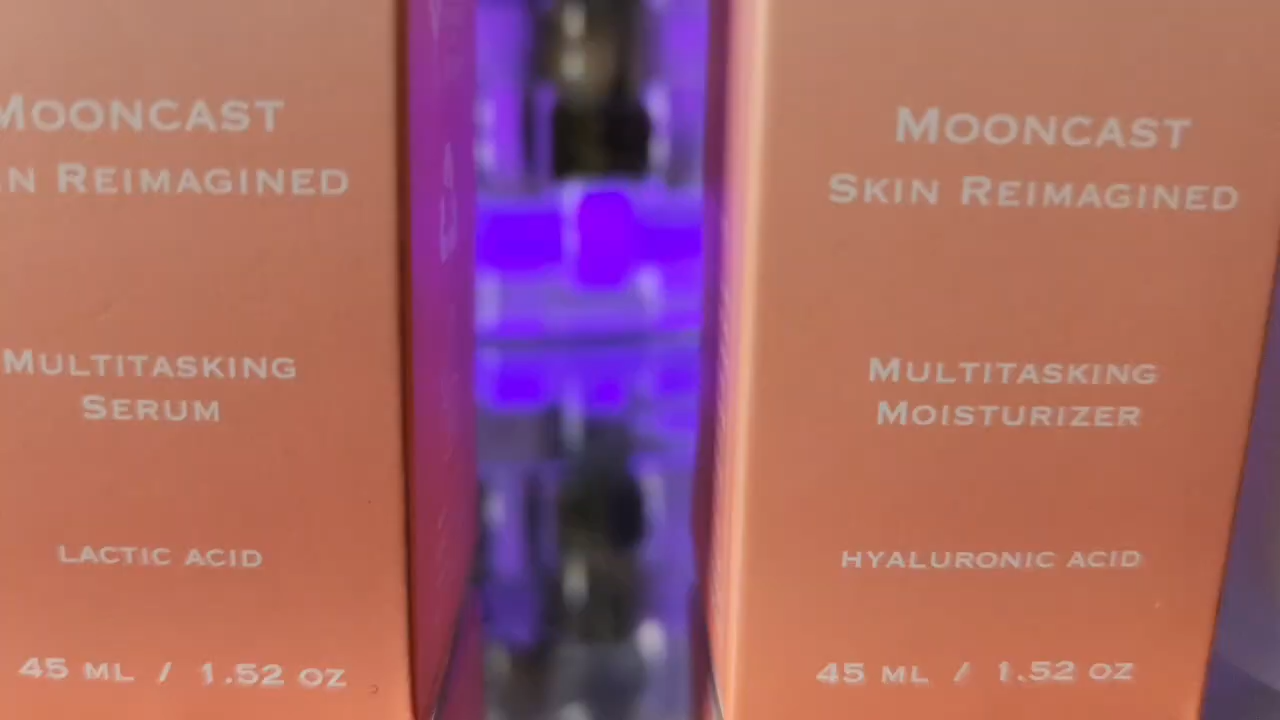 MOONCAST
N REIMAGINED
MULTITASKING
SERUM
LACTIC ACID
45 ML / 1.52 OZ
MOONCAST
SKIN REIMAGINED
MULTITASKING
MOISTURIZER
HYALURONIC ACID
45 ML / 1.52 OZ